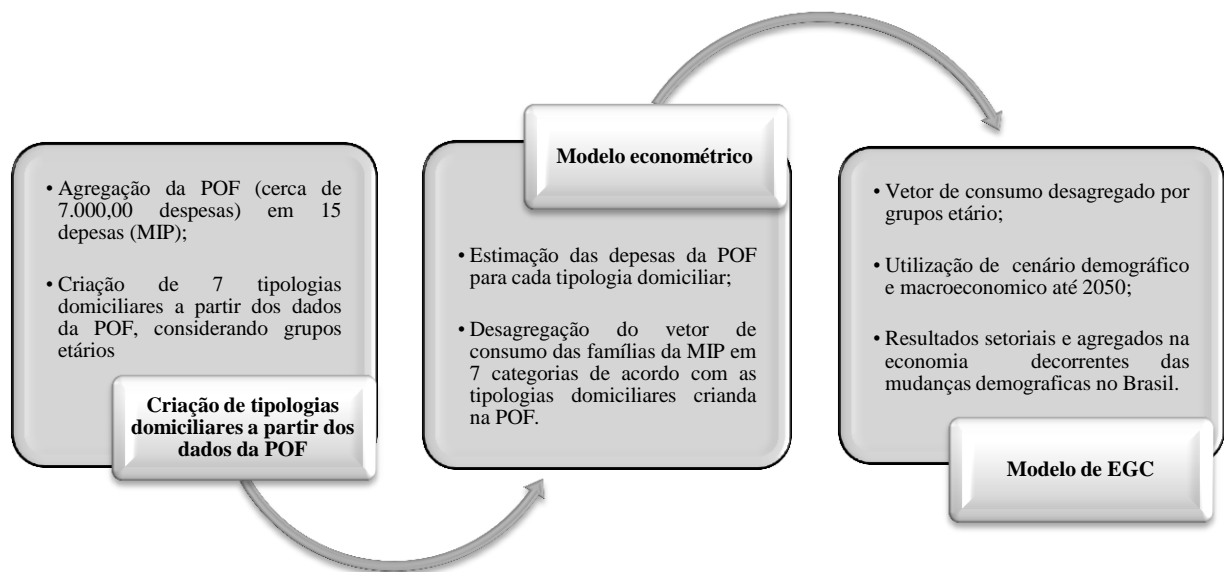 • Agregação da POF (cerca de
7.000,00 despesas) em 15
depesas (MIP);
• Criação de 7 tipologias
domiciliares a partir dos dados
da POF, considerando grupos
etários
Criação de tipologias
domiciliares a partir dos
dados da POF
Modelo econométrico
• Estimação das depesas da POF
para cada tipologia domiciliar;
• Desagregação do vetor de
consumo das famílias da MIP em
7 categorias de acordo com as
tipologias domiciliares crianda
na POF.
• Vetor de consumo desagregado por
grupos etário;
• Utilização de cenário demográfico
e macroeconomico até 2050;
• Resultados setoriais e agregados na
economia decorrentes das
mudanças demograficas no Brasil.
Modelo de EGC